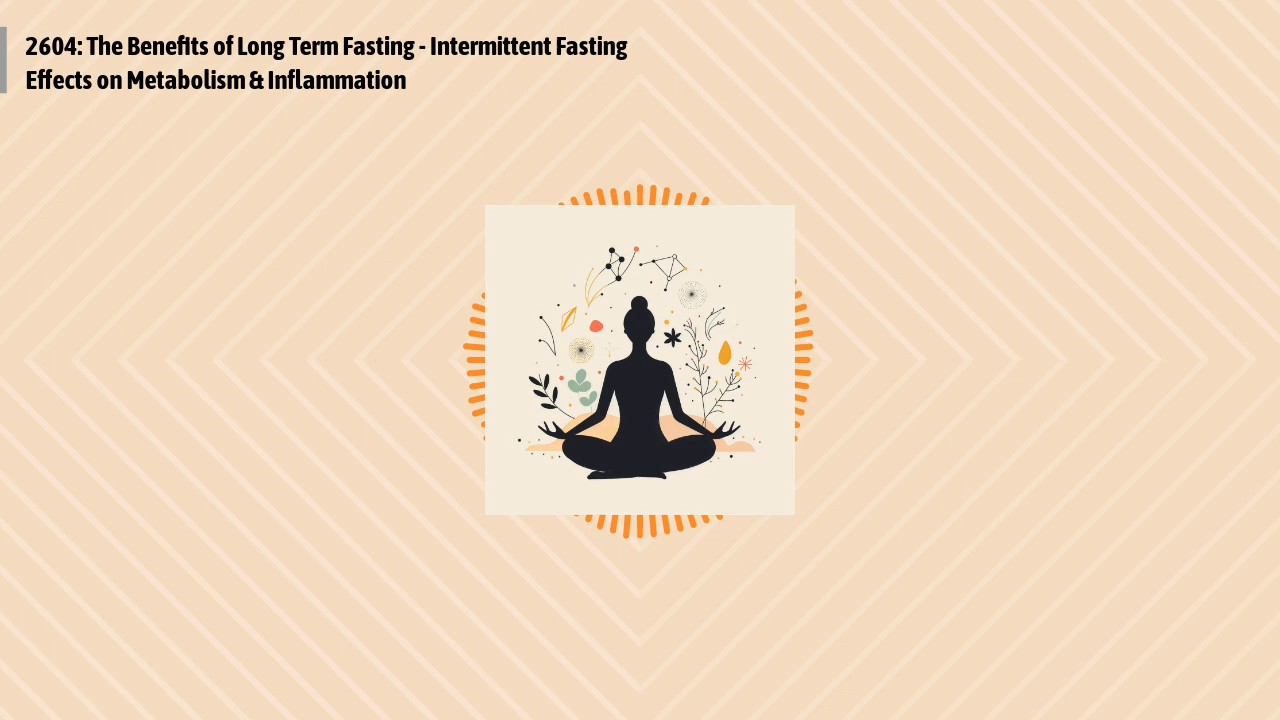 2604: The Benefits of Long Term Fasting - Intermittent Fasting
Effects on Metabolism & Inflammation